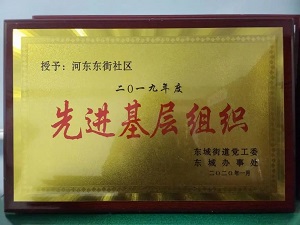 授予：河东东街社区
二〇一九年度
先进基层组织
东城街道党工委
东城办事处
二〇二〇年一月